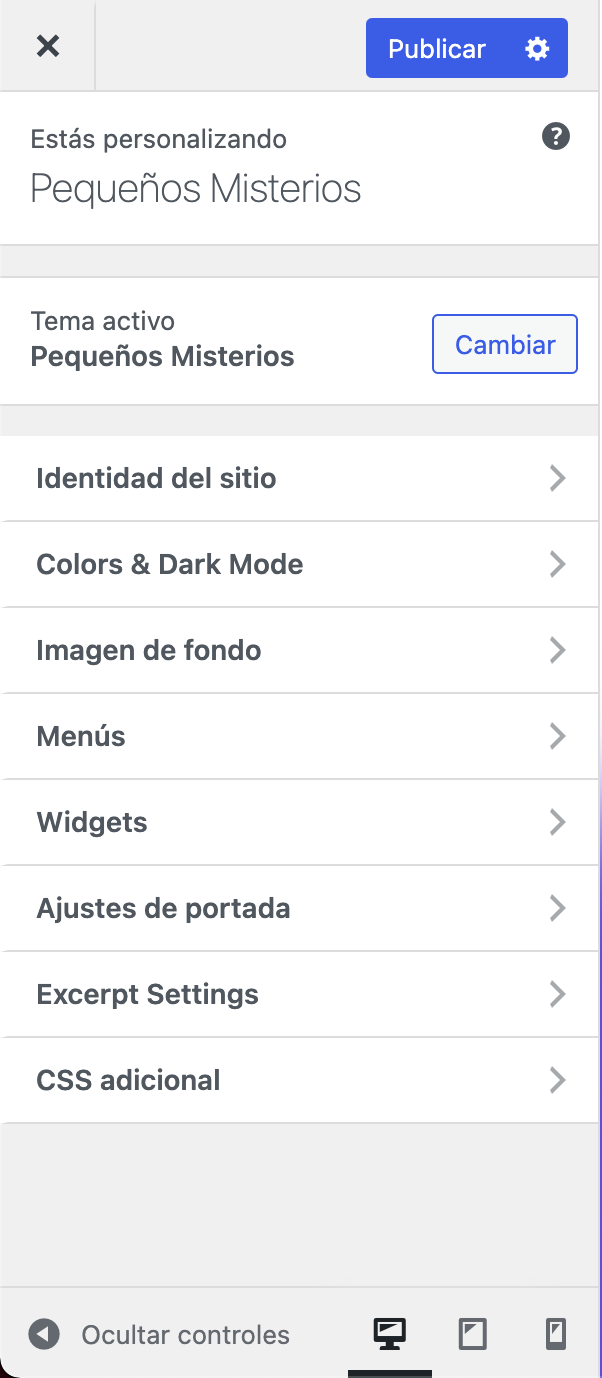 Publicar
Estás personalizando
Pequeños Misterios
Tema activo
Pequeños Misterios
Cambiar
Identidad del sitio
Colors & Dark Mode
Imagen de fondo
Menús
Widgets
Ajustes de portada
Excerpt Settings
CSS adicional
Ocultar controles